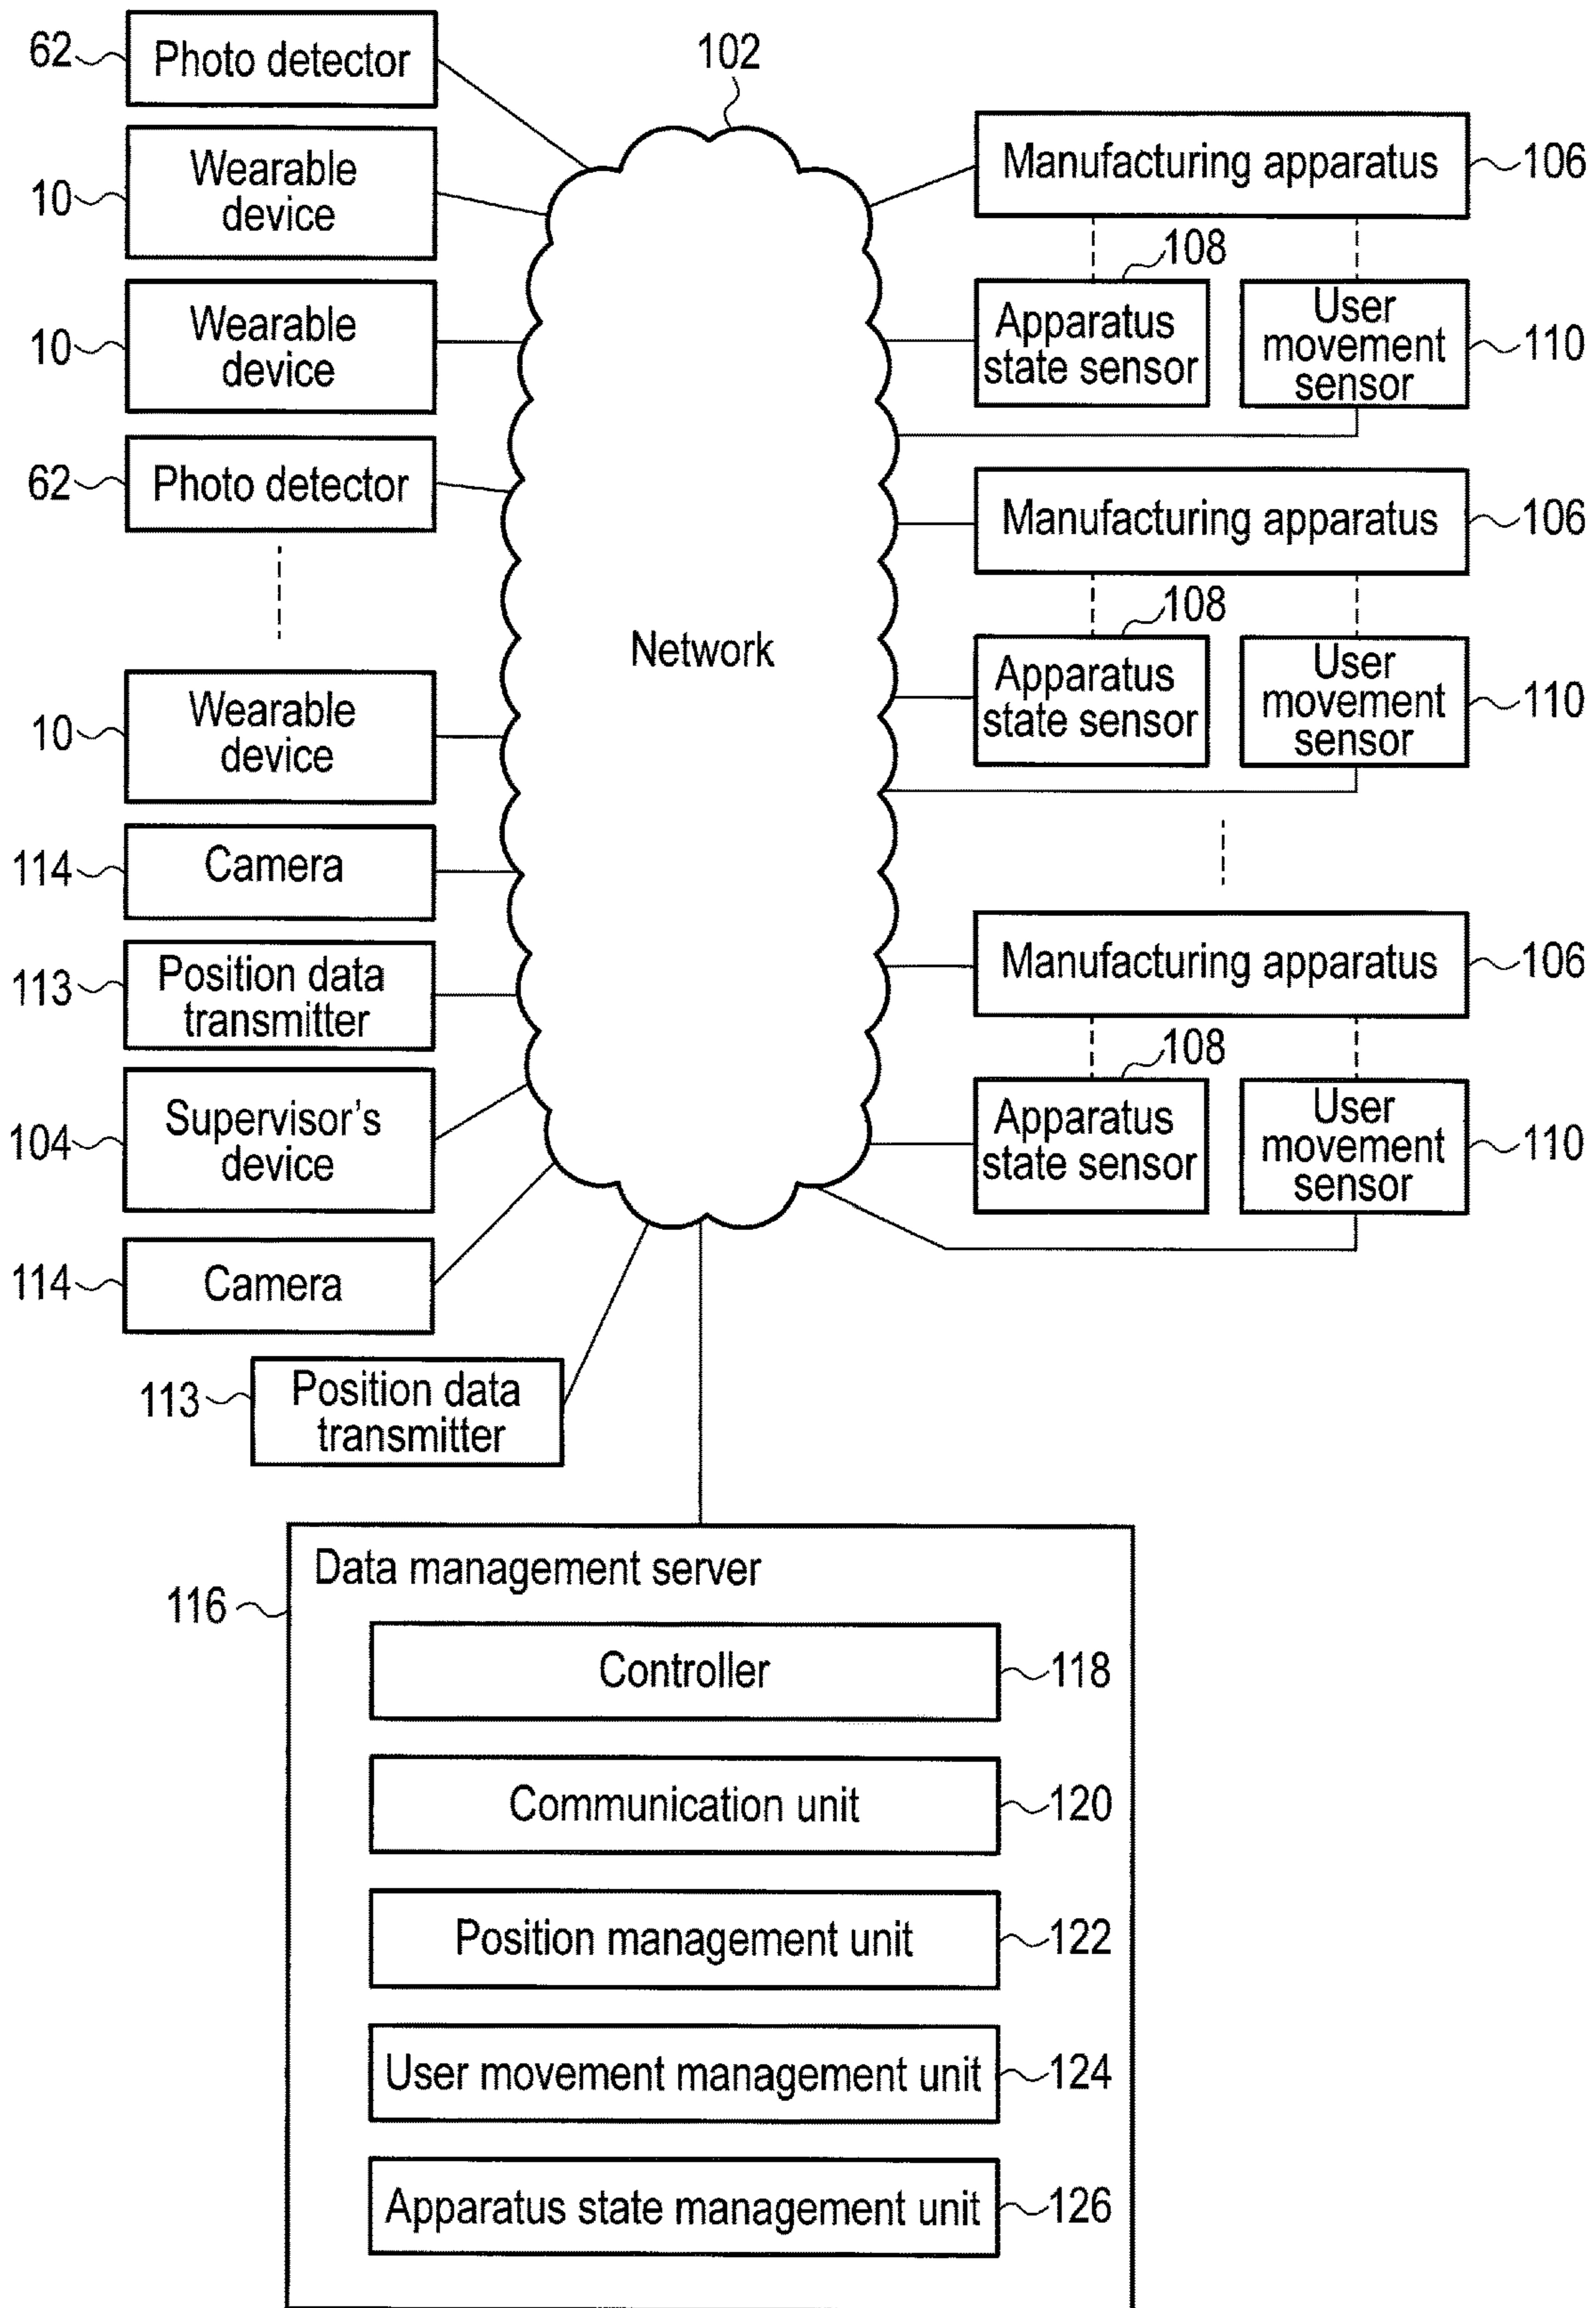 62
Photo detector
10
Wearable
device
10
Wearable
device
62
Photo detector
10
Wearable
device
114
Camera
113
Position data
transmitter
104
Supervisor's
device
114
Camera
113
Position data
transmitter
102
Network
Manufacturing apparatus
106
108
Apparatus
state sensor
User
movement
sensor
110
Manufacturing apparatus
106
108
Apparatus
state sensor
User
movement
sensor
110
Manufacturing apparatus
106
108
Apparatus
state sensor
User
movement
sensor
110
116
Data management server
Controller
118
Communication unit
120
Position management unit
122
User movement management unit
124
Apparatus state management unit
126